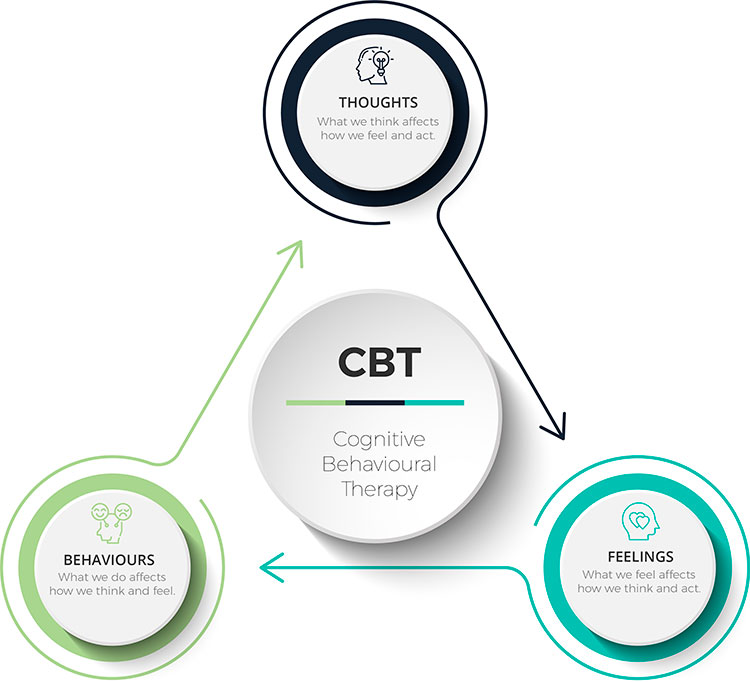 THOUGHTS
What we think affects
how we feel and act.
CBT
Cognitive
Behavioural
Therapy
BEHAVIOURS
What we do affects
how we think and feel.
FEELINGS
What we feel affects
how we think and act.